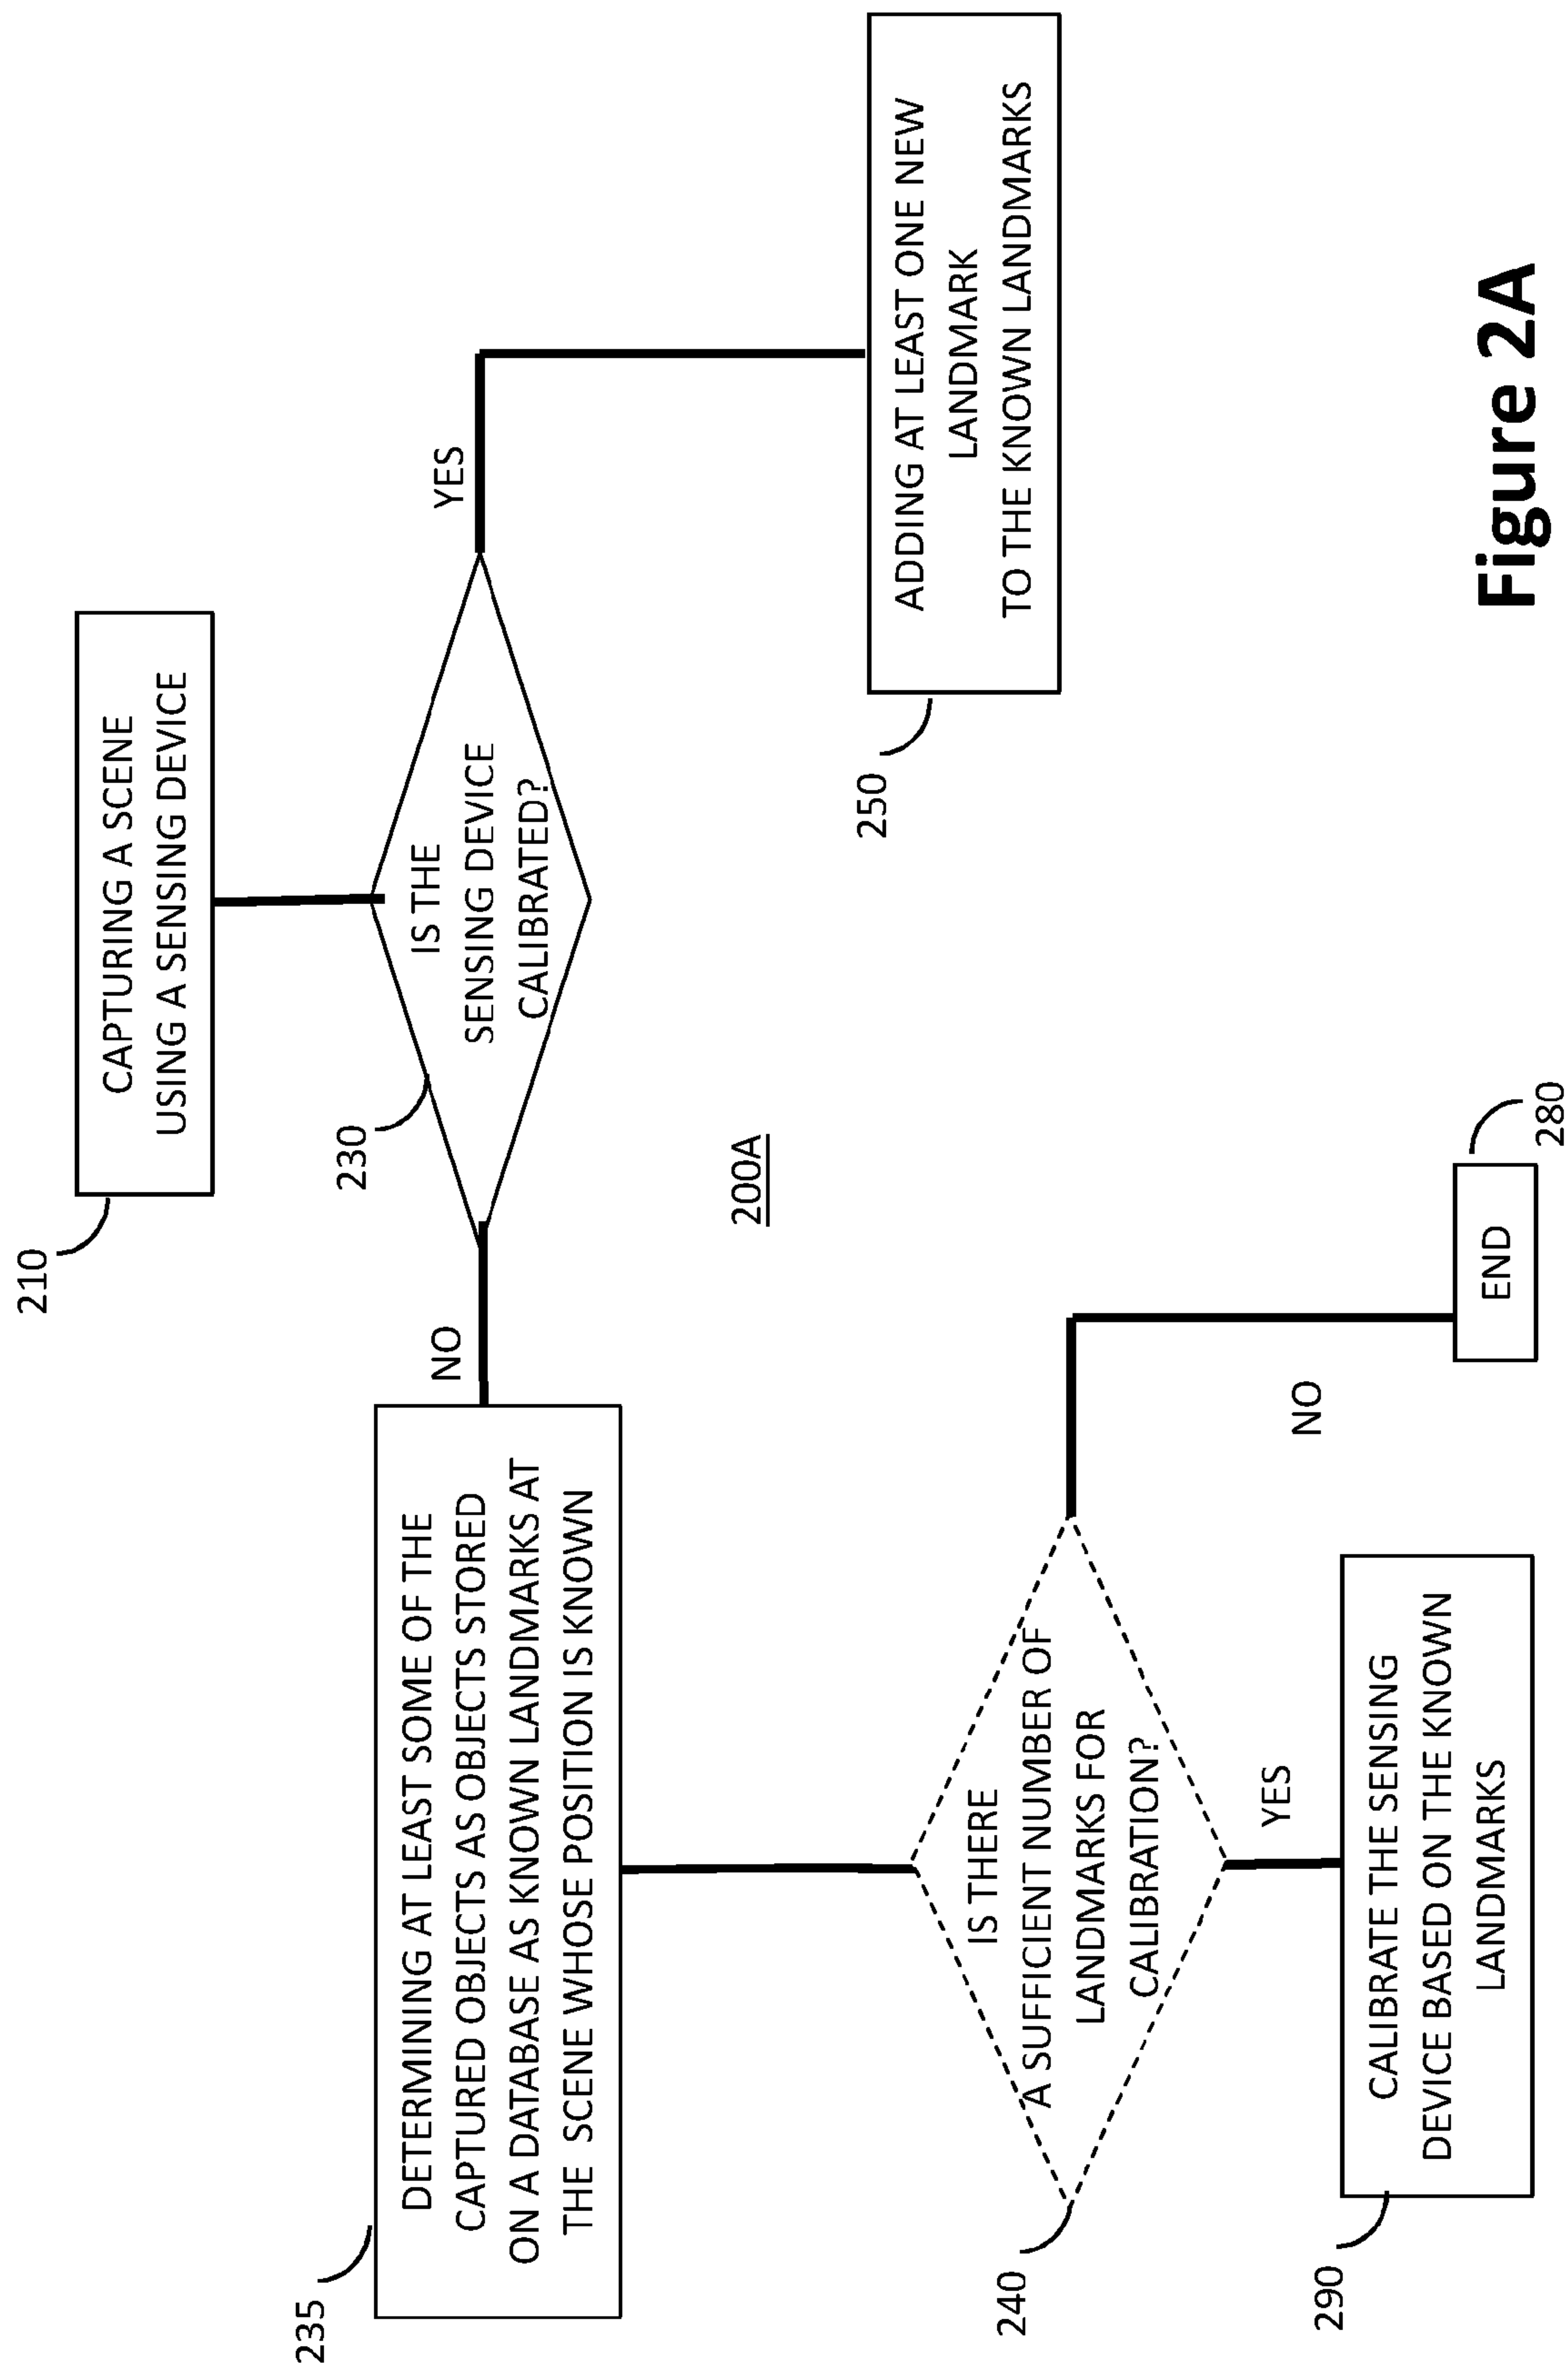 210
CAPTURING A SCENE
USING A SENSING DEVICE
230
IS THE
SENSING DEVICE
CALIBRATED?
NO
YES
235
DETERMINING AT LEAST SOME OF THE
CAPTURED OBJECTS AS OBJECTS STORED
ON A DATABASE AS KNOWN LANDMARKS AT
THE SCENE WHOSE POSITION IS KNOWN
200A
250
ADDING AT LEAST ONE NEW
LANDMARK
TO THE KNOWN LANDMARKS
240
IS THERE
A SUFFICIENT NUMBER OF
LANDMARKS FOR
CALIBRATION?
NO
YES
290
CALIBRATE THE SENSING
DEVICE BASED ON THE KNOWN
LANDMARKS
END
280
Figure 2A